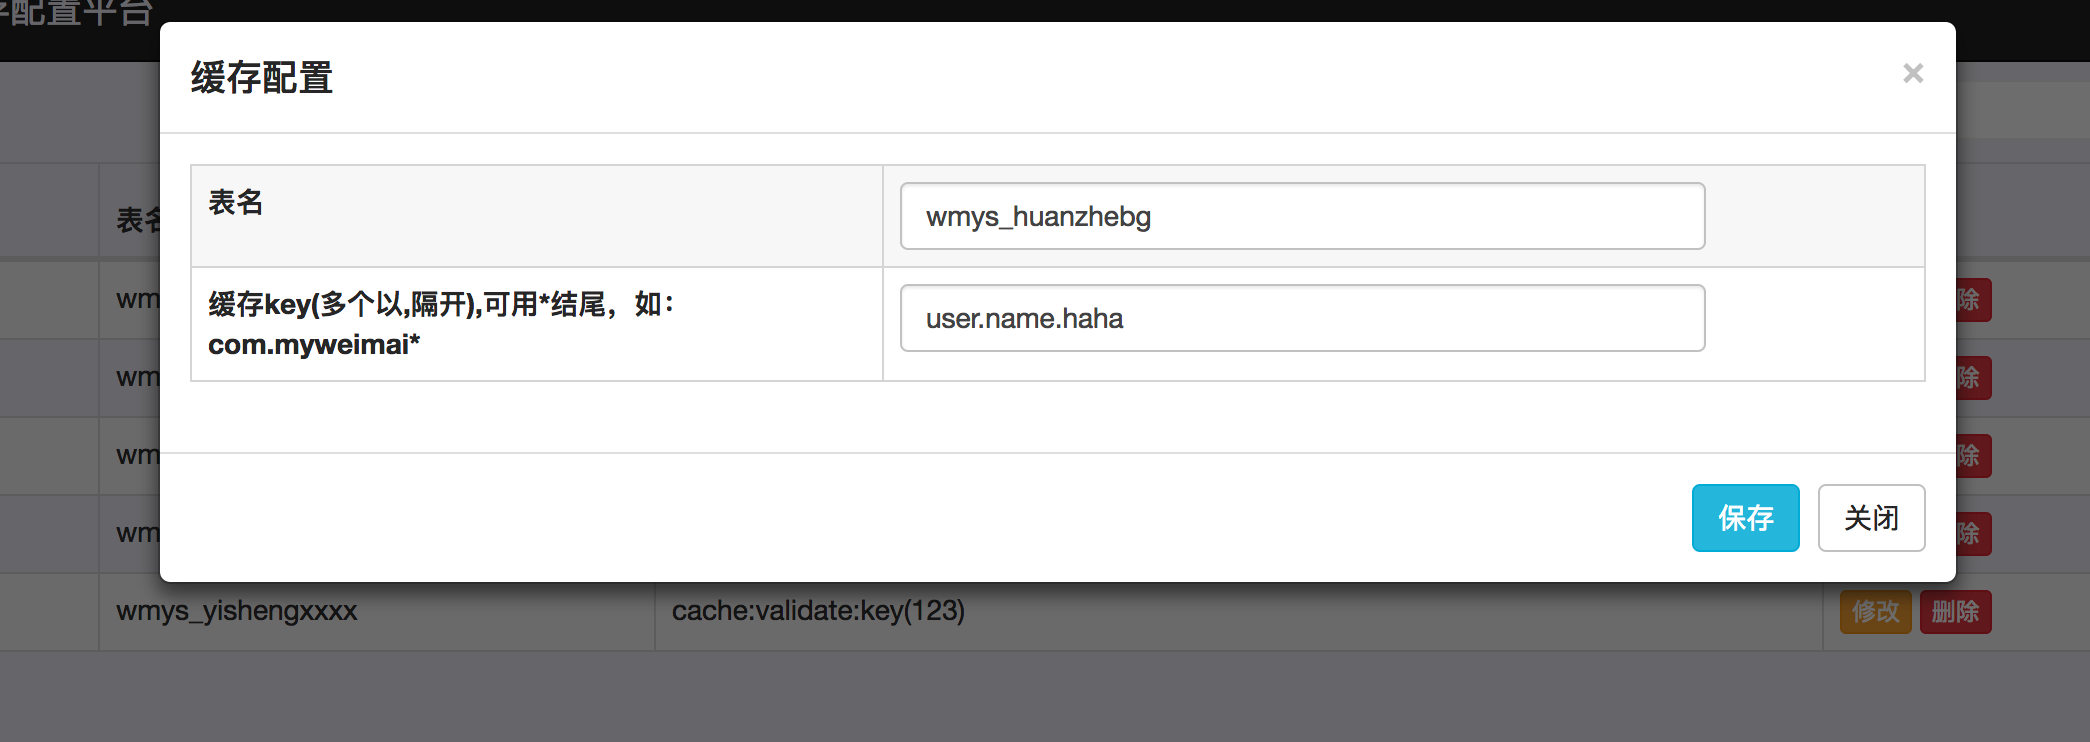 配置平台
缓存配置
×
表名
wmys_huanzhebg
缓存key(多个以,隔开),可用*结尾，如：
com.myweimai*
user.name.haha
保存
关闭
表名
wm
除
wm
除
wm
除
wm
除
wmys_yishengxxxx
cache:validate:key(123)
修改
删除